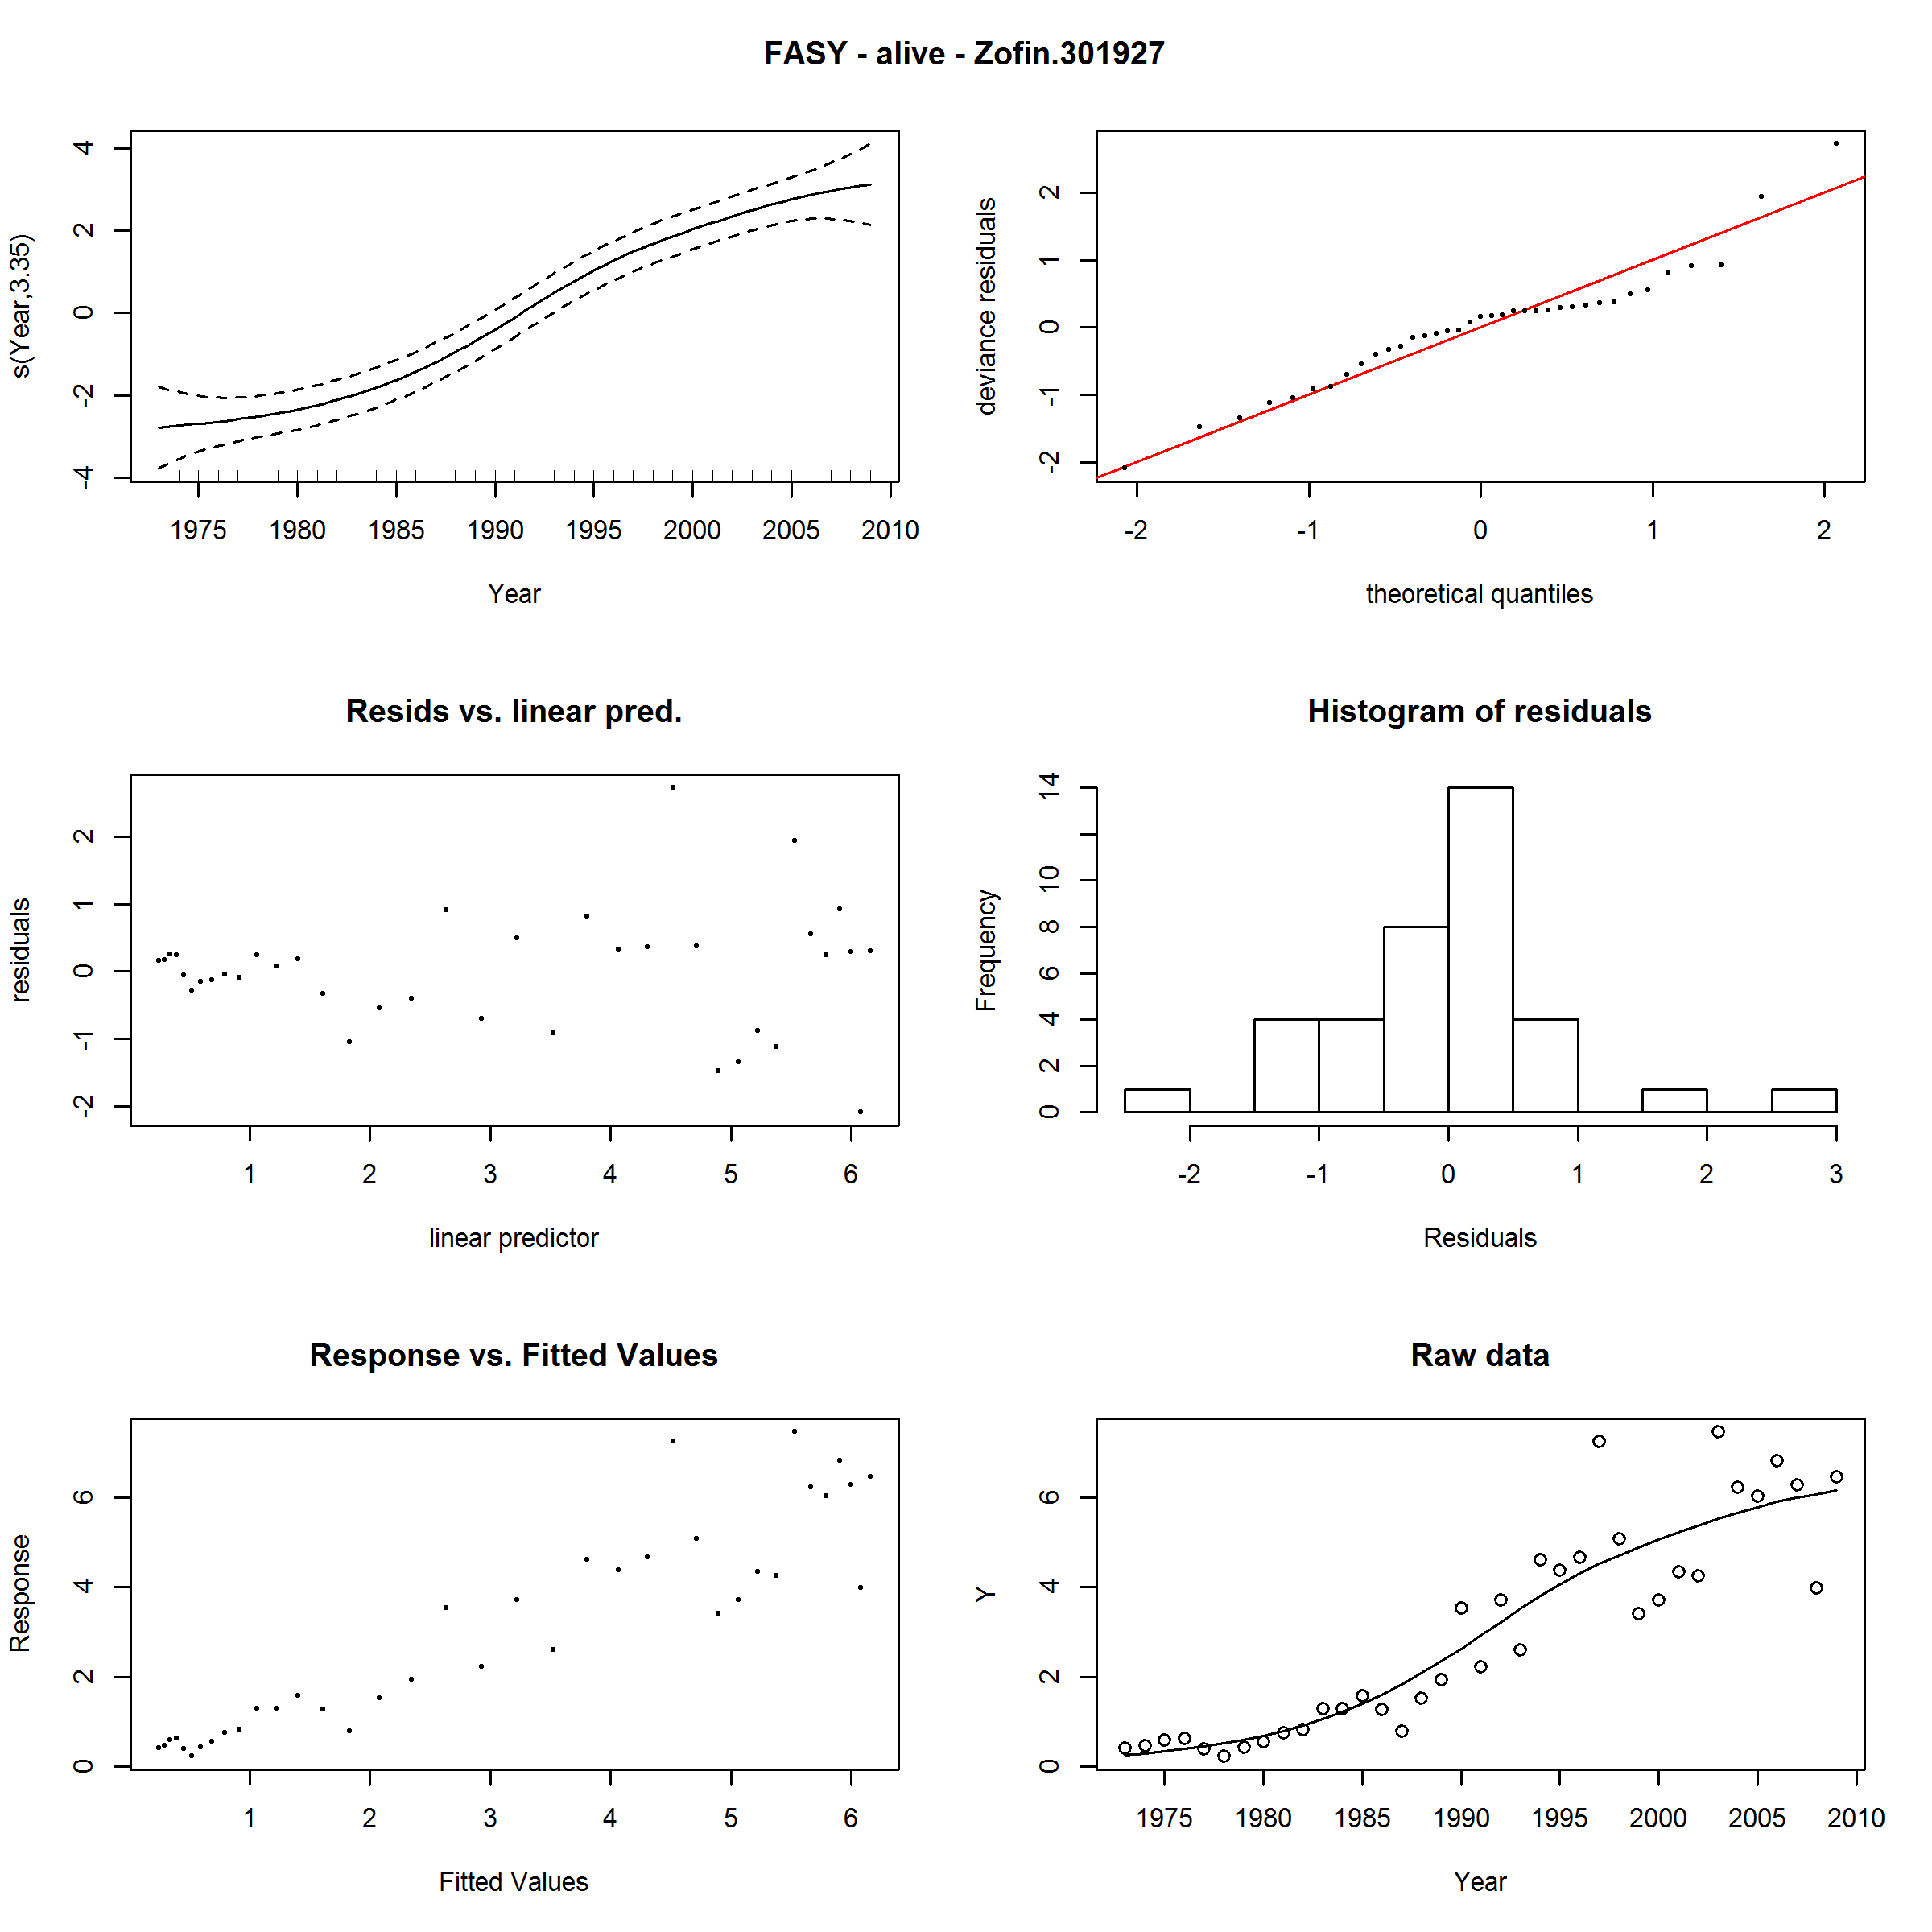 FASY - alive - Zofin.301927
s(Year,3.35)
-4 -2 0 2 4
1975 1980 1985 1990 1995 2000 2005 2010
Year
deviance residuals
-2 -1 0 1 2
-2 -1 0 1 2
theoretical quantiles
Resids vs. linear pred.
residuals
-2 -1 0 1 2
1 2 3 4 5 6
linear predictor
Histogram of residuals
Frequency
0 2 4 6 8 10 14
-2 -1 0 1 2 3
Residuals
Response vs. Fitted Values
Response
0 2 4 6
1 2 3 4 5 6
Fitted Values
Raw data
Y
0 2 4 6
1975 1980 1985 1990 1995 2000 2005 2010
Year